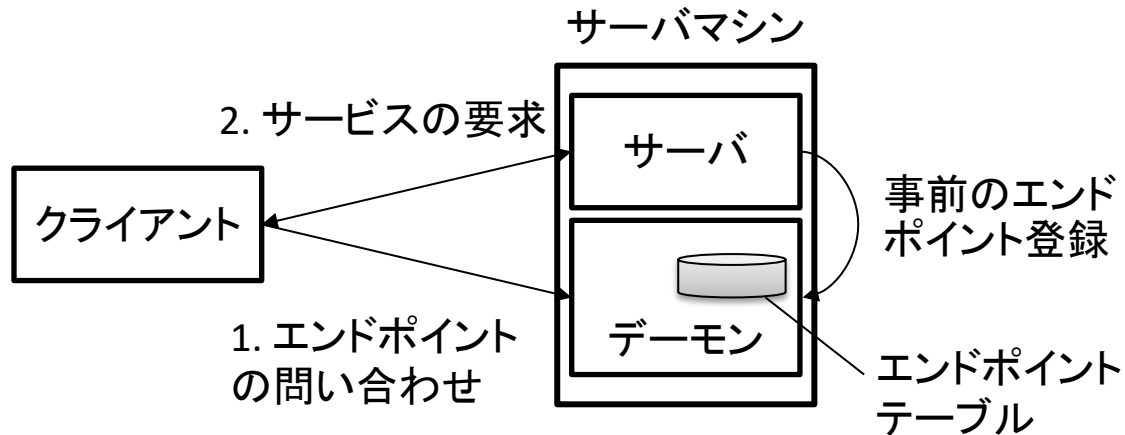 サーバマシン
2. サービスの要求
サーバ
クライアント
事前のエンド
ポイント登録
1. エンドポイント
の問い合わせ
デーモン
エンドポイント
テーブル